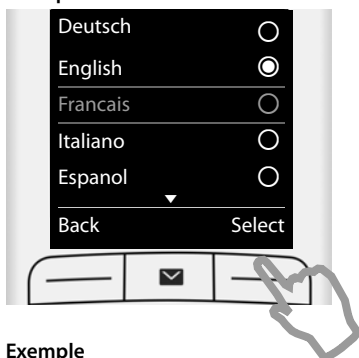 Deutsch
English
Francais
Italiano
Espanol
Back Select
Exemple